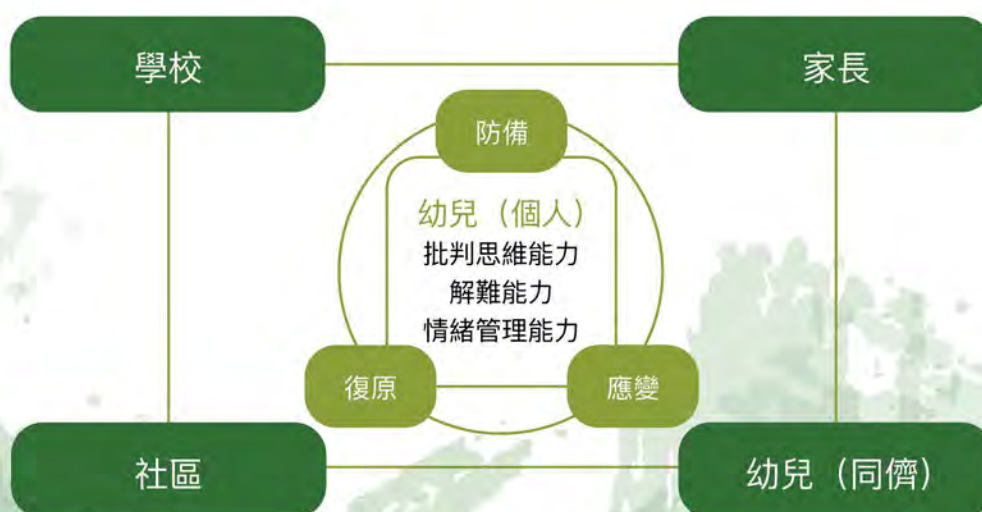 學校
家長
防備
幼兒（個人）
批判思維能力
解難能力
情緒管理能力
復原
應變
社區
幼兒（同儕）